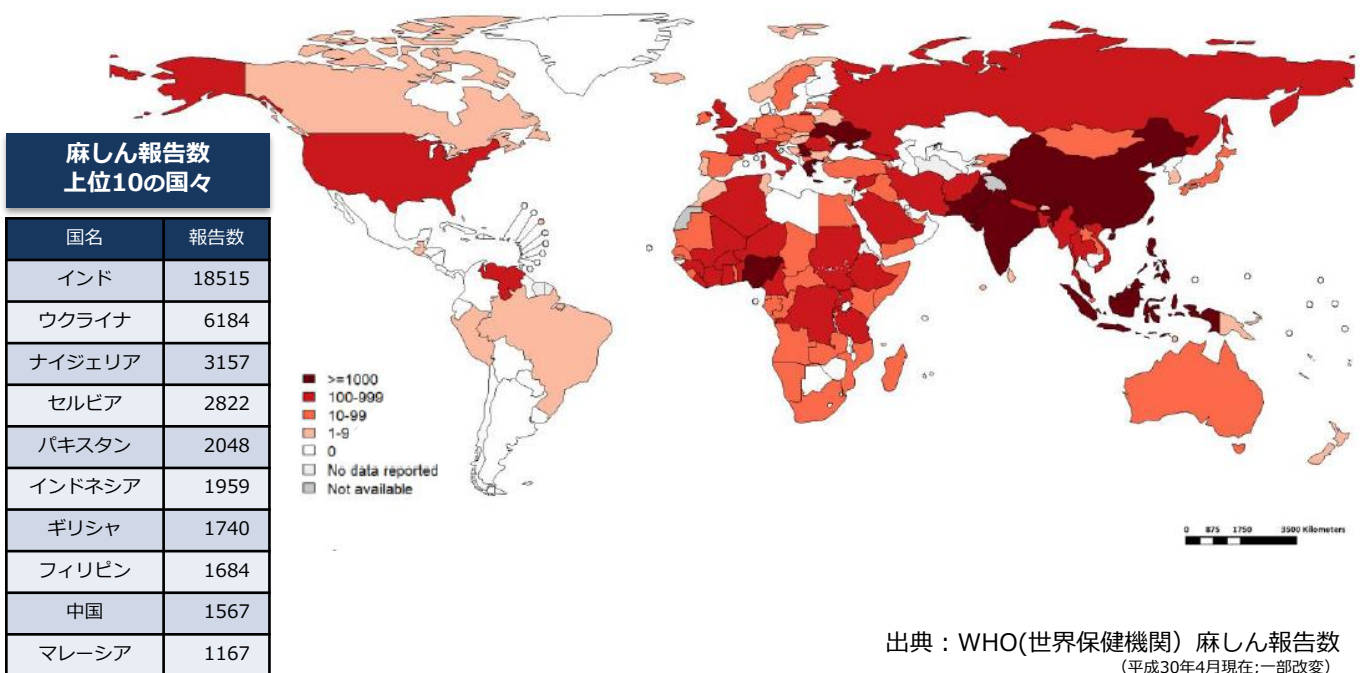 麻しん報告数
上位10の国々
国名 報告数
インド 18515
ウクライナ 6184
ナイジェリア 3157
セルビア 2822
パキスタン 2048
インドネシア 1959
ギリシャ 1740
フィリピン 1684
中国 1567
マレーシア 1167
>=1000
100-999
10-99
1-9
0
No data reported
Not available
0 875 1750 3500 Kilometers
出典：WHO(世界保健機関）麻しん報告数
（平成30年4月現在;一部改変）